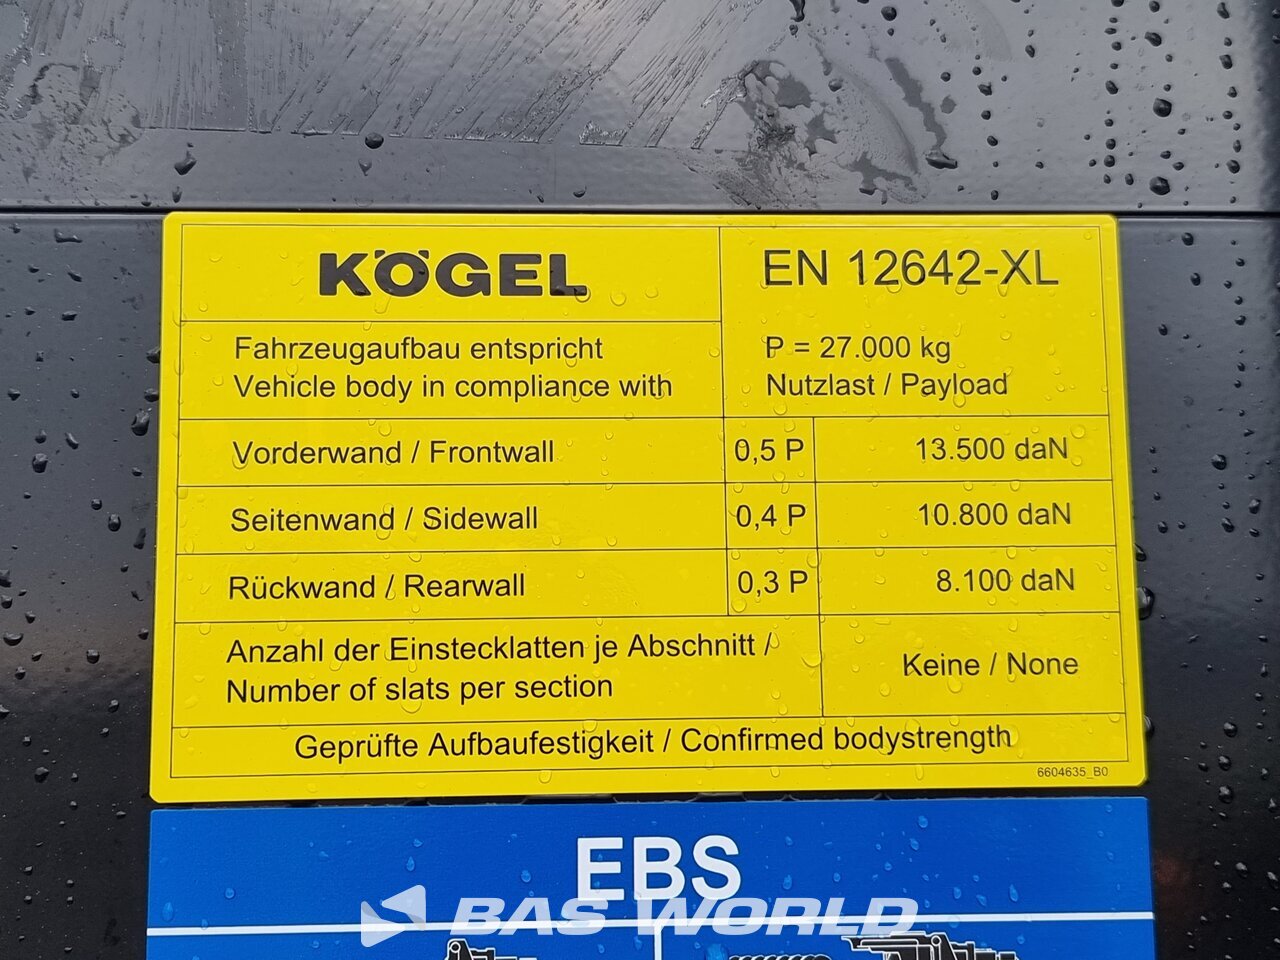 KÖGEL
EN 12642-XL
Fahrzeugaufbau entspricht
Vehicle body in compliance with
P = 27.000 kg
Nutzlast / Payload
Vorderwand / Frontwall 0,5 P 13.500 daN
Seitenwand / Sidewall 0,4 P 10.800 daN
Rückwand / Rearwall 0,3 P 8.100 daN
Anzahl der Einstecklatten je Abschnitt /
Number of slats per section
Keine / None
Geprüfte Aufbaufestigkeit / Confirmed bodystrength
6604635_B0
EBS
BAS WORLD